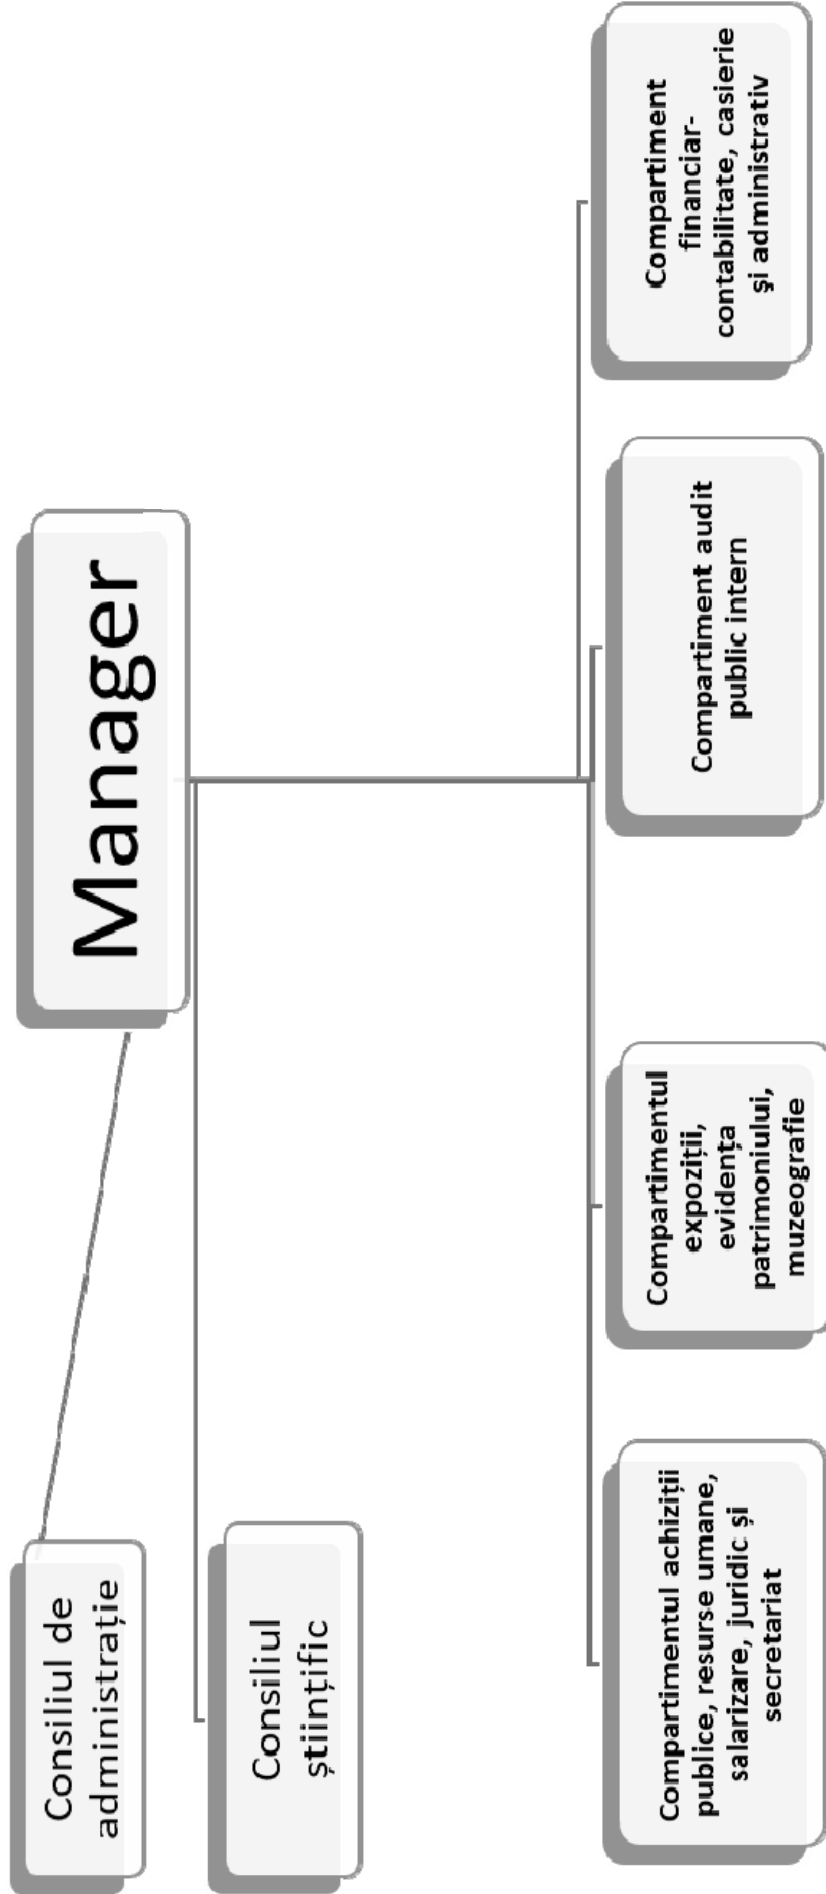 Manager
Consiliul de
administrație
Consiliul
științific
Compartimentul achiziții
publice, resurse umane,
salarizare, juridic și
secretariat
Compartimentul
expoziții,
evidența
patrimoniului,
muzeografie
Compartiment audit
public intern
Compartiment
financiar-
contabilitate, casierie
și administrativ